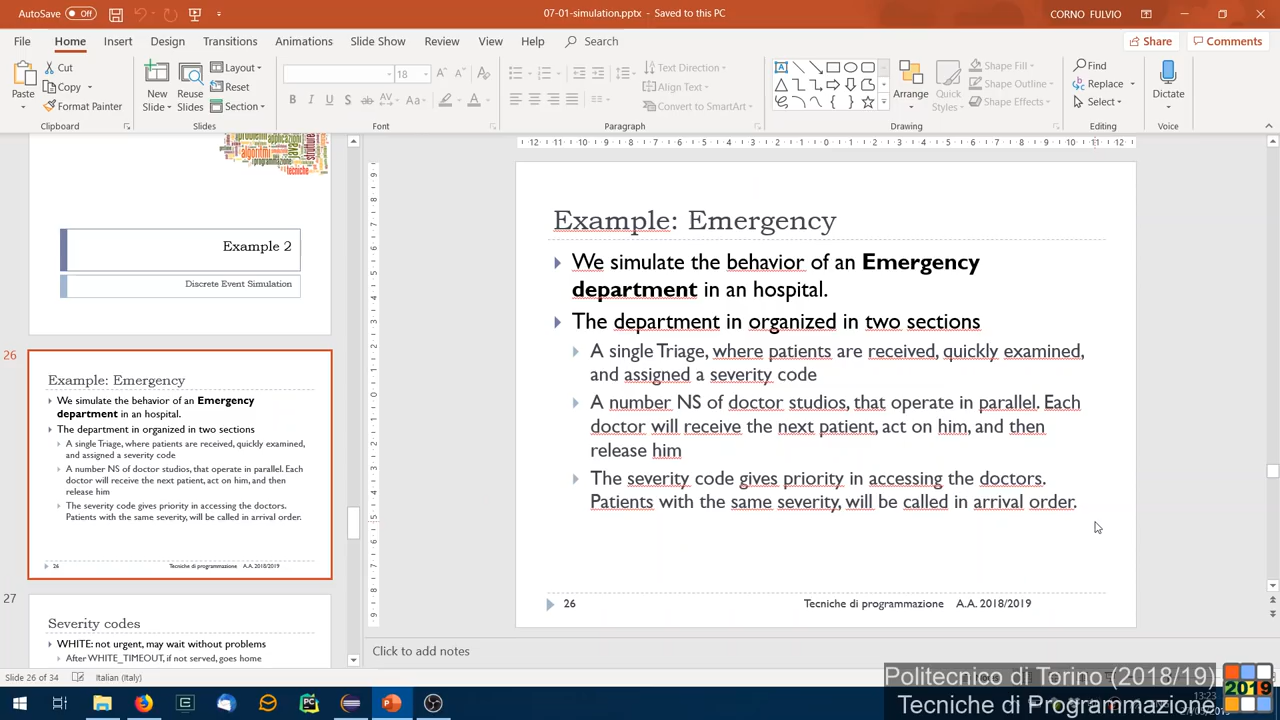 AutoSave Off
07-01-simulation.pptx - Saved to this PC
CORNO FULVIO
File Home Insert Design Transitions Animations Slide Show Review View Help Search
Share Comments
Paste
Cut
Copy
Format Painter
Clipboard
New Slide
Reuse Slides
Layout
Reset
Section
Slides
18
Font
Text Direction
Align Text
Convert to SmartArt
Paragraph
Arrange
Quick Styles
Shape Fill
Shape Outline
Shape Effects
Drawing
Find
Replace
Select
Editing
Dictate
Voice
Example 2
Discrete Event Simulation
26
Example: Emergency
We simulate the behavior of an Emergency
department in an hospital.
The department in organized in two sections
A single Triage, where patients are received, quickly examined,
and assigned a severity code
A number NS of doctor studios, that operate in parallel. Each
doctor will receive the next patient, act on him, and then
release him
The severity code gives priority in accessing the doctors.
Patients with the same severity, will be called in arrival order.
26 Tecniche di programmazione A.A. 2018/2019
27
Severity codes
WHITE: not urgent, may wait without problems
After WHITE_TIMEOUT, if not served, goes home
Example: Emergency
We simulate the behavior of an Emergency
department in an hospital.
The department in organized in two sections
A single Triage, where patients are received, quickly examined,
and assigned a severity code
A number NS of doctor studios, that operate in parallel. Each
doctor will receive the next patient, act on him, and then
release him
The severity code gives priority in accessing the doctors.
Patients with the same severity, will be called in arrival order.
26 Tecniche di programmazione A.A. 2018/2019
Click to add notes
Slide 26 of 34 Italian (Italy)
Politecnico di Torino (2018/19)
Tecniche di Programmazione
2019
13:23